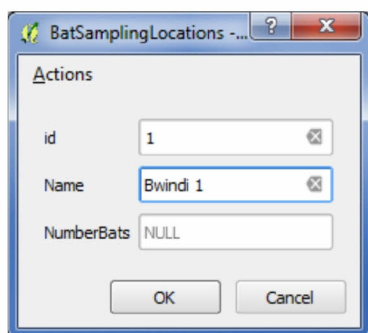 BatSamplingLocations -...
Actions
id 1
Name Bwindi 1
NumberBats NULL
OK Cancel